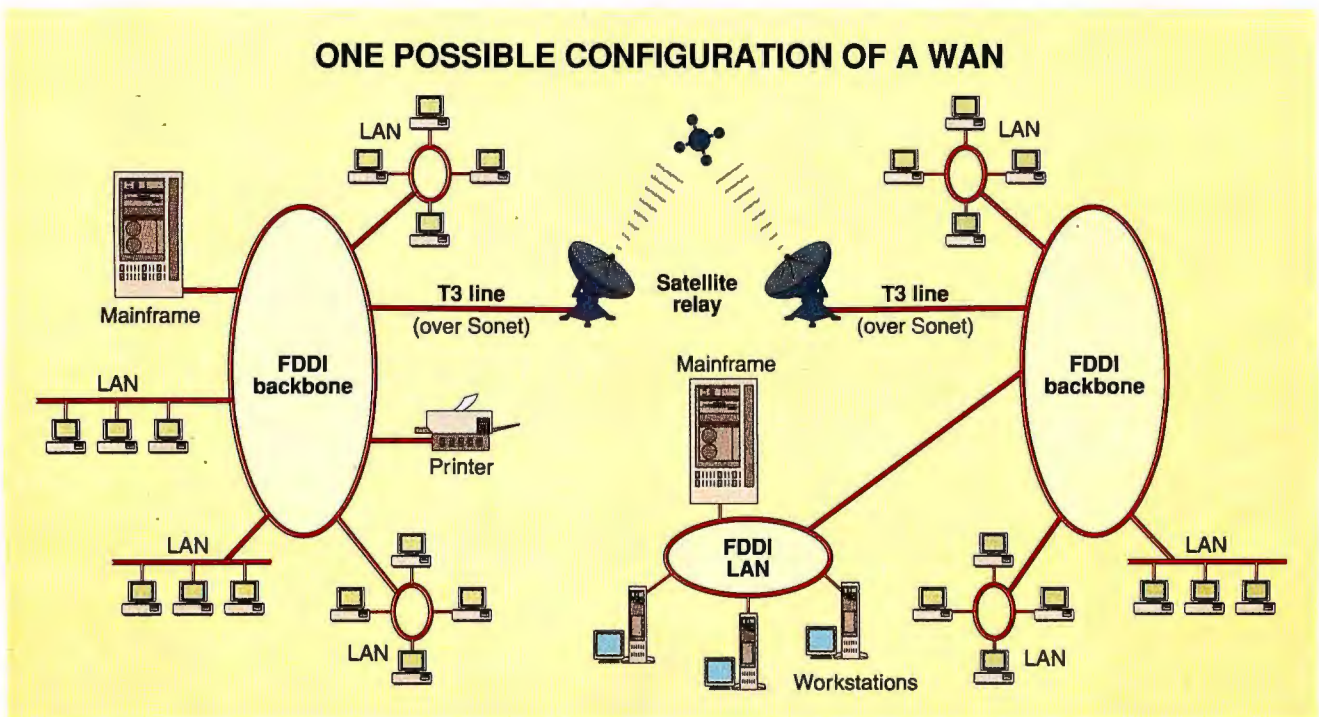 ONE POSSIBLE CONFIGURATION OF A WAN
LAN
LAN
Mainframe
T3 line
(over Sonet)
Satellite
relay
T3 line
(over Sonet)
FDDI
backbone
Mainframe
FDDI
backbone
LAN
Printer
LAN
FDDI
LAN
LAN
LAN
LAN
Workstations